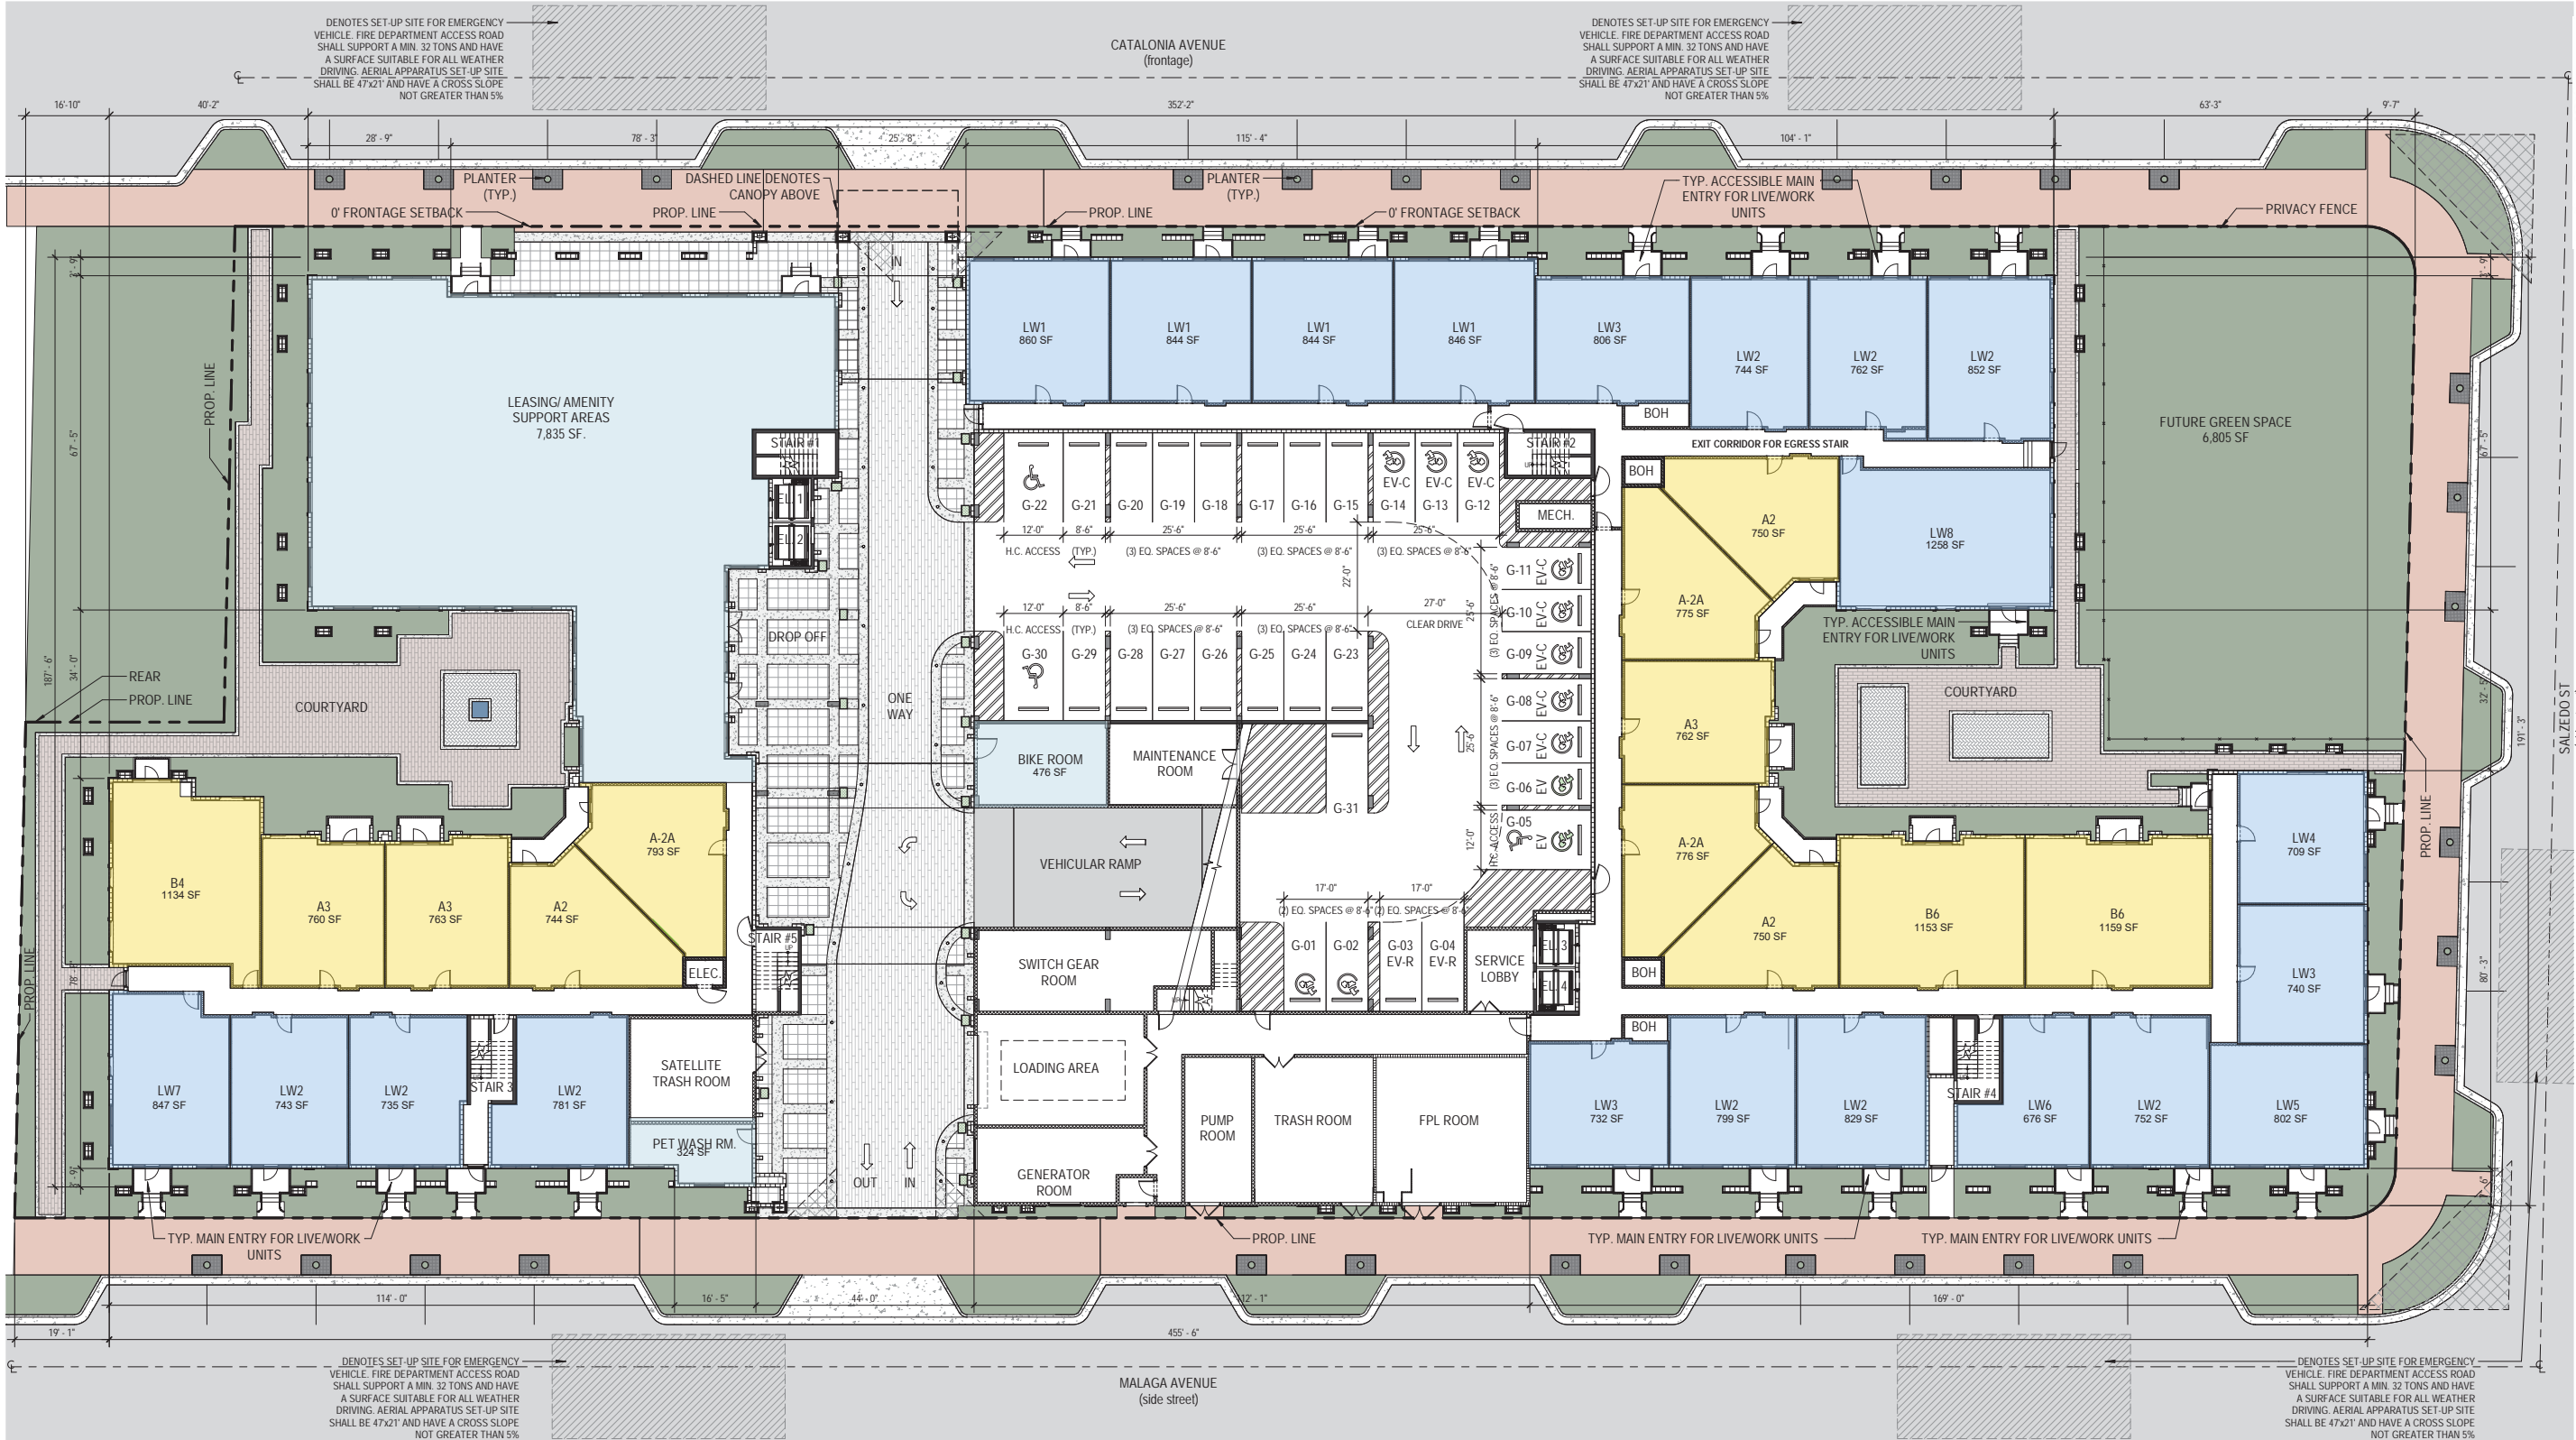 DENOTES SET-UP SITE FOR EMERGENCY
VEHICLE. FIRE DEPARTMENT ACCESS ROAD
SHALL SUPPORT A MIN. 32 TONS AND HAVE
A SURFACE SUITABLE FOR ALL WEATHER
DRIVING. AERIAL APPARATUS SET-UP SITE
SHALL BE 47'x21' AND HAVE A CROSS SLOPE
NOT GREATER THAN 5%
CATALONIA AVENUE
(frontage)
DENOTES SET-UP SITE FOR EMERGENCY
VEHICLE. FIRE DEPARTMENT ACCESS ROAD
SHALL SUPPORT A MIN. 32 TONS AND HAVE
A SURFACE SUITABLE FOR ALL WEATHER
DRIVING. AERIAL APPARATUS SET-UP SITE
SHALL BE 47'x21' AND HAVE A CROSS SLOPE
NOT GREATER THAN 5%
16'-10"
40'-2"
352'-2"
63'-3"
9'-7"
28' - 9"
78' - 3"
25' - 8"
115' - 4"
104' - 1"
PLANTER
(TYP.)
DASHED LINE DENOTES
CANOPY ABOVE
PLANTER
(TYP.)
TYP. ACCESSIBLE MAIN
ENTRY FOR LIVE/WORK
UNITS
0' FRONTAGE SETBACK
PROP. LINE
PROP. LINE
0' FRONTAGE SETBACK
PRIVACY FENCE
IN
LW1
860 SF
LW1
844 SF
LW1
844 SF
LW1
846 SF
LW3
806 SF
LW2
744 SF
LW2
762 SF
LW2
852 SF
PROP. LINE
LEASING/ AMENITY
SUPPORT AREAS
7,835 SF.
FUTURE GREEN SPACE
6,805 SF
67' - 5"
67' - 5"
BOH
EXIT CORRIDOR FOR EGRESS STAIR
STAIR #1
STAIR #2
EL. 1
EL. 2
G-22
G-21
G-20
G-19
G-18
G-17
G-16
G-15
EV-C
G-14
EV-C
G-13
EV-C
G-12
MECH.
BOH
A2
750 SF
LW8
1258 SF
12'-0"
8'-6"
25'-6"
25'-6"
25'-6"
H.C. ACCESS
(TYP.)
(3) EQ. SPACES @ 8'-6"
(3) EQ. SPACES @ 8'-6"
(3) EQ. SPACES @ 8'-6"
22'-0"
G-11
EV-C
G-10
EV-C
G-09
EV-C
(3) EQ. SPACES @ 8'-6"
25'-6"
A-2A
775 SF
12'-0"
8'-6"
25'-6"
25'-6"
27'-0"
H.C. ACCESS
(TYP.)
(3) EQ. SPACES @ 8'-6"
(3) EQ. SPACES @ 8'-6"
CLEAR DRIVE
G-30
G-29
G-28
G-27
G-26
G-25
G-24
G-23
DROP OFF
TYP. ACCESSIBLE MAIN
ENTRY FOR LIVE/WORK
UNITS
187' - 6"
34' - 0"
REAR
PROP. LINE
COURTYARD
ONE
WAY
G-08
EV-C
G-07
EV-C
G-06
EV
(3) EQ. SPACES @ 8'-6"
25'-6"
A3
762 SF
COURTYARD
191' - 3"
SALZEDO ST
BIKE ROOM
476 SF
MAINTENANCE
ROOM
G-31
G-05
EV
12'-0"
H.C. ACCESS
A-2A
776 SF
PROP. LINE
LW4
709 SF
B4
1134 SF
A3
760 SF
A3
763 SF
A2
744 SF
A-2A
793 SF
VEHICULAR RAMP
17'-0"
17'-0"
(2) EQ. SPACES @ 8'-6"
(2) EQ. SPACES @ 8'-6"
A2
750 SF
B6
1153 SF
B6
1159 SF
STAIR #5
UP
ELEC.
SWITCH GEAR
ROOM
G-01
G-02
G-03
EV-R
G-04
EV-R
SERVICE
LOBBY
EL. 3
EL. 4
BOH
LW3
740 SF
80' - 3"
PROP. LINE
LW7
847 SF
LW2
743 SF
LW2
735 SF
STAIR 3
LW2
781 SF
SATELLITE
TRASH ROOM
PET WASH RM.
324 SF
LOADING AREA
GENERATOR
ROOM
PUMP
ROOM
TRASH ROOM
FPL ROOM
BOH
LW3
732 SF
LW2
799 SF
LW2
829 SF
STAIR #4
LW6
676 SF
LW2
752 SF
LW5
802 SF
OUT
IN
TYP. MAIN ENTRY FOR LIVE/WORK
UNITS
PROP. LINE
TYP. MAIN ENTRY FOR LIVE/WORK UNITS
TYP. MAIN ENTRY FOR LIVE/WORK UNITS
114' - 0"
16' - 5"
44' - 0"
169' - 0"
19' - 1"
455' - 6"
DENOTES SET-UP SITE FOR EMERGENCY
VEHICLE. FIRE DEPARTMENT ACCESS ROAD
SHALL SUPPORT A MIN. 32 TONS AND HAVE
A SURFACE SUITABLE FOR ALL WEATHER
DRIVING. AERIAL APPARATUS SET-UP SITE
SHALL BE 47'x21' AND HAVE A CROSS SLOPE
NOT GREATER THAN 5%
MALAGA AVENUE
(side street)
DENOTES SET-UP SITE FOR EMERGENCY
VEHICLE. FIRE DEPARTMENT ACCESS ROAD
SHALL SUPPORT A MIN. 32 TONS AND HAVE
A SURFACE SUITABLE FOR ALL WEATHER
DRIVING. AERIAL APPARATUS SET-UP SITE
SHALL BE 47'x21' AND HAVE A CROSS SLOPE
NOT GREATER THAN 5%